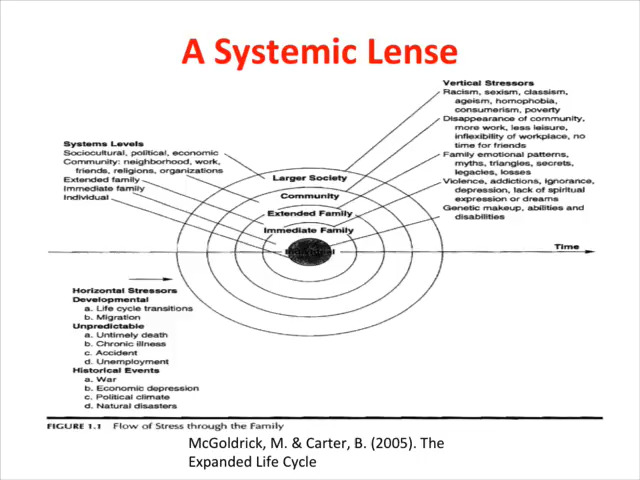 A Systemic Lense
Vertical Stressors
Racism, sexism, classism,
ageism, homophobia,
consumerism, poverty
Disappearance of community,
more work, less leisure,
inflexibility of workplace, no
time for friends
Family emotional patterns,
myths, triangles, secrets,
legacies, losses
Violence, addictions, ignorance,
depression, lack of spiritual
expression or dreams
Genetic makeup, abilities and
disabilities
Systems Levels
Sociocultural, political, economic
Community: neighborhood, work,
friends, religions, organizations
Extended family
Immediate family
Individual
Larger Society
Community
Extended Family
Immediate Family
Individual
Time
Horizontal Stressors
Developmental
a. Life cycle transitions
b. Migration
Unpredictable
a. Untimely death
b. Chronic illness
c. Accident
d. Unemployment
Historical Events
a. War
b. Economic depression
c. Political climate
d. Natural disasters
FIGURE 1.1 Flow of Stress through the Family
McGoldrick, M. & Carter, B. (2005). The
Expanded Life Cycle